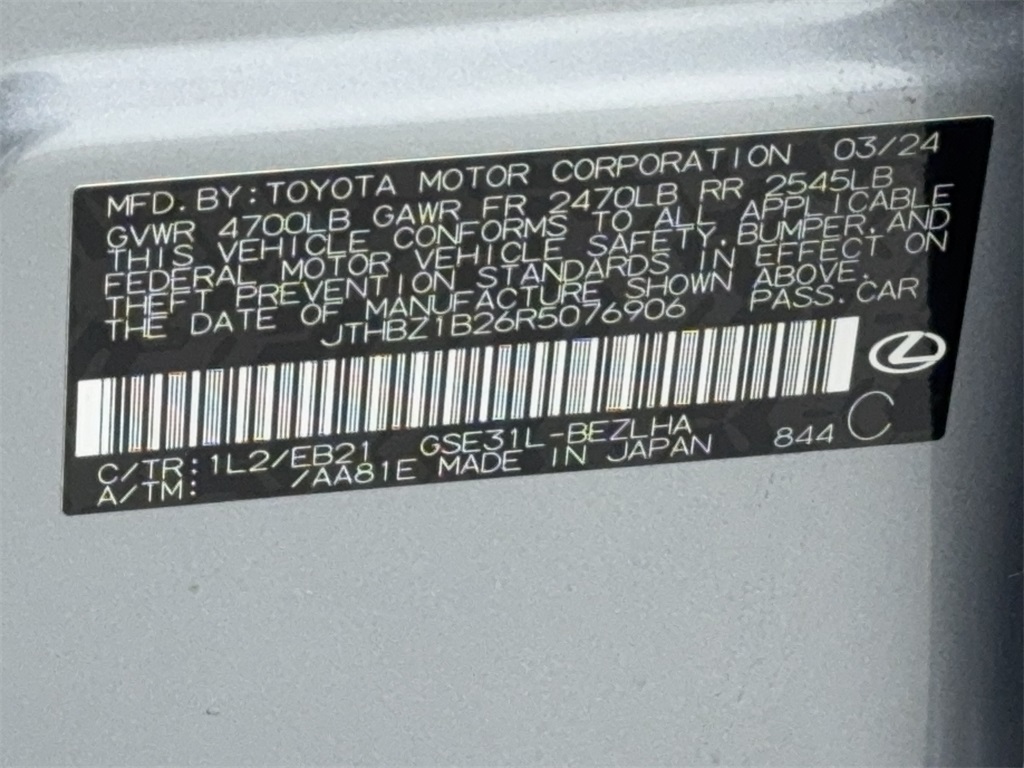 MFD. BY: TOYOTA MOTOR CORPORATION 03/24
GVWR 4700LB GAWR FR 2470LB RR 2545LB
THIS VEHICLE CONFORMS TO ALL APPLICABLE
FEDERAL MOTOR VEHICLE SAFETY, BUMPER, AND
THEFT PREVENTION STANDARDS IN EFFECT ON
THE DATE OF MANUFACTURE SHOWN ABOVE.
JTHBZ1B26R5076906 PASS. CAR
C/TR: 1L2/EB21 GSE31L-BEZLHA 844 C
A/TM: /AA81E MADE IN JAPAN